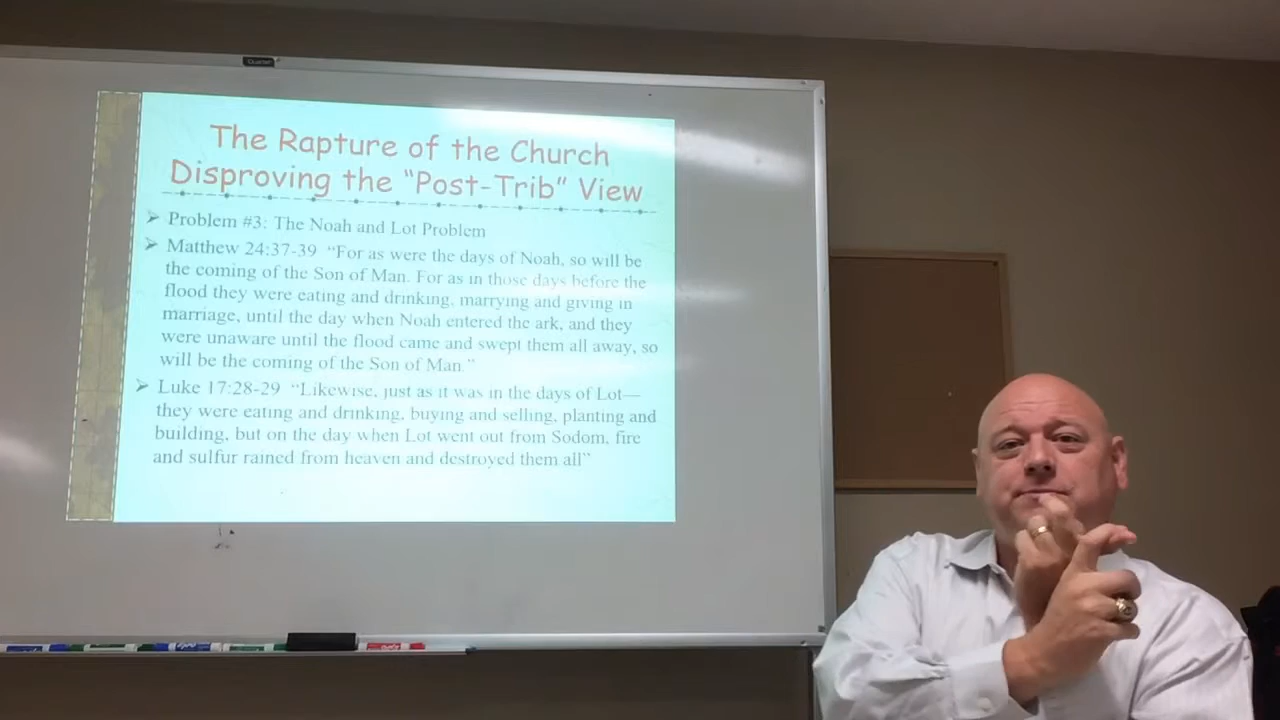 The Rapture of the Church
Disproving the “Post-Trib” View
Problem #3: The Noah and Lot Problem
Matthew 24:37-39 “For as were the days of Noah, so will be
the coming of the Son of Man. For as in those days before the
flood they were eating and drinking, marrying and giving in
marriage, until the day when Noah entered the ark, and they
were unaware until the flood came and swept them all away, so
will be the coming of the Son of Man.”
Luke 17:28-29 “Likewise, just as it was in the days of Lot—
they were eating and drinking, buying and selling, planting and
building, but on the day when Lot went out from Sodom, fire
and sulfur rained from heaven and destroyed them all”